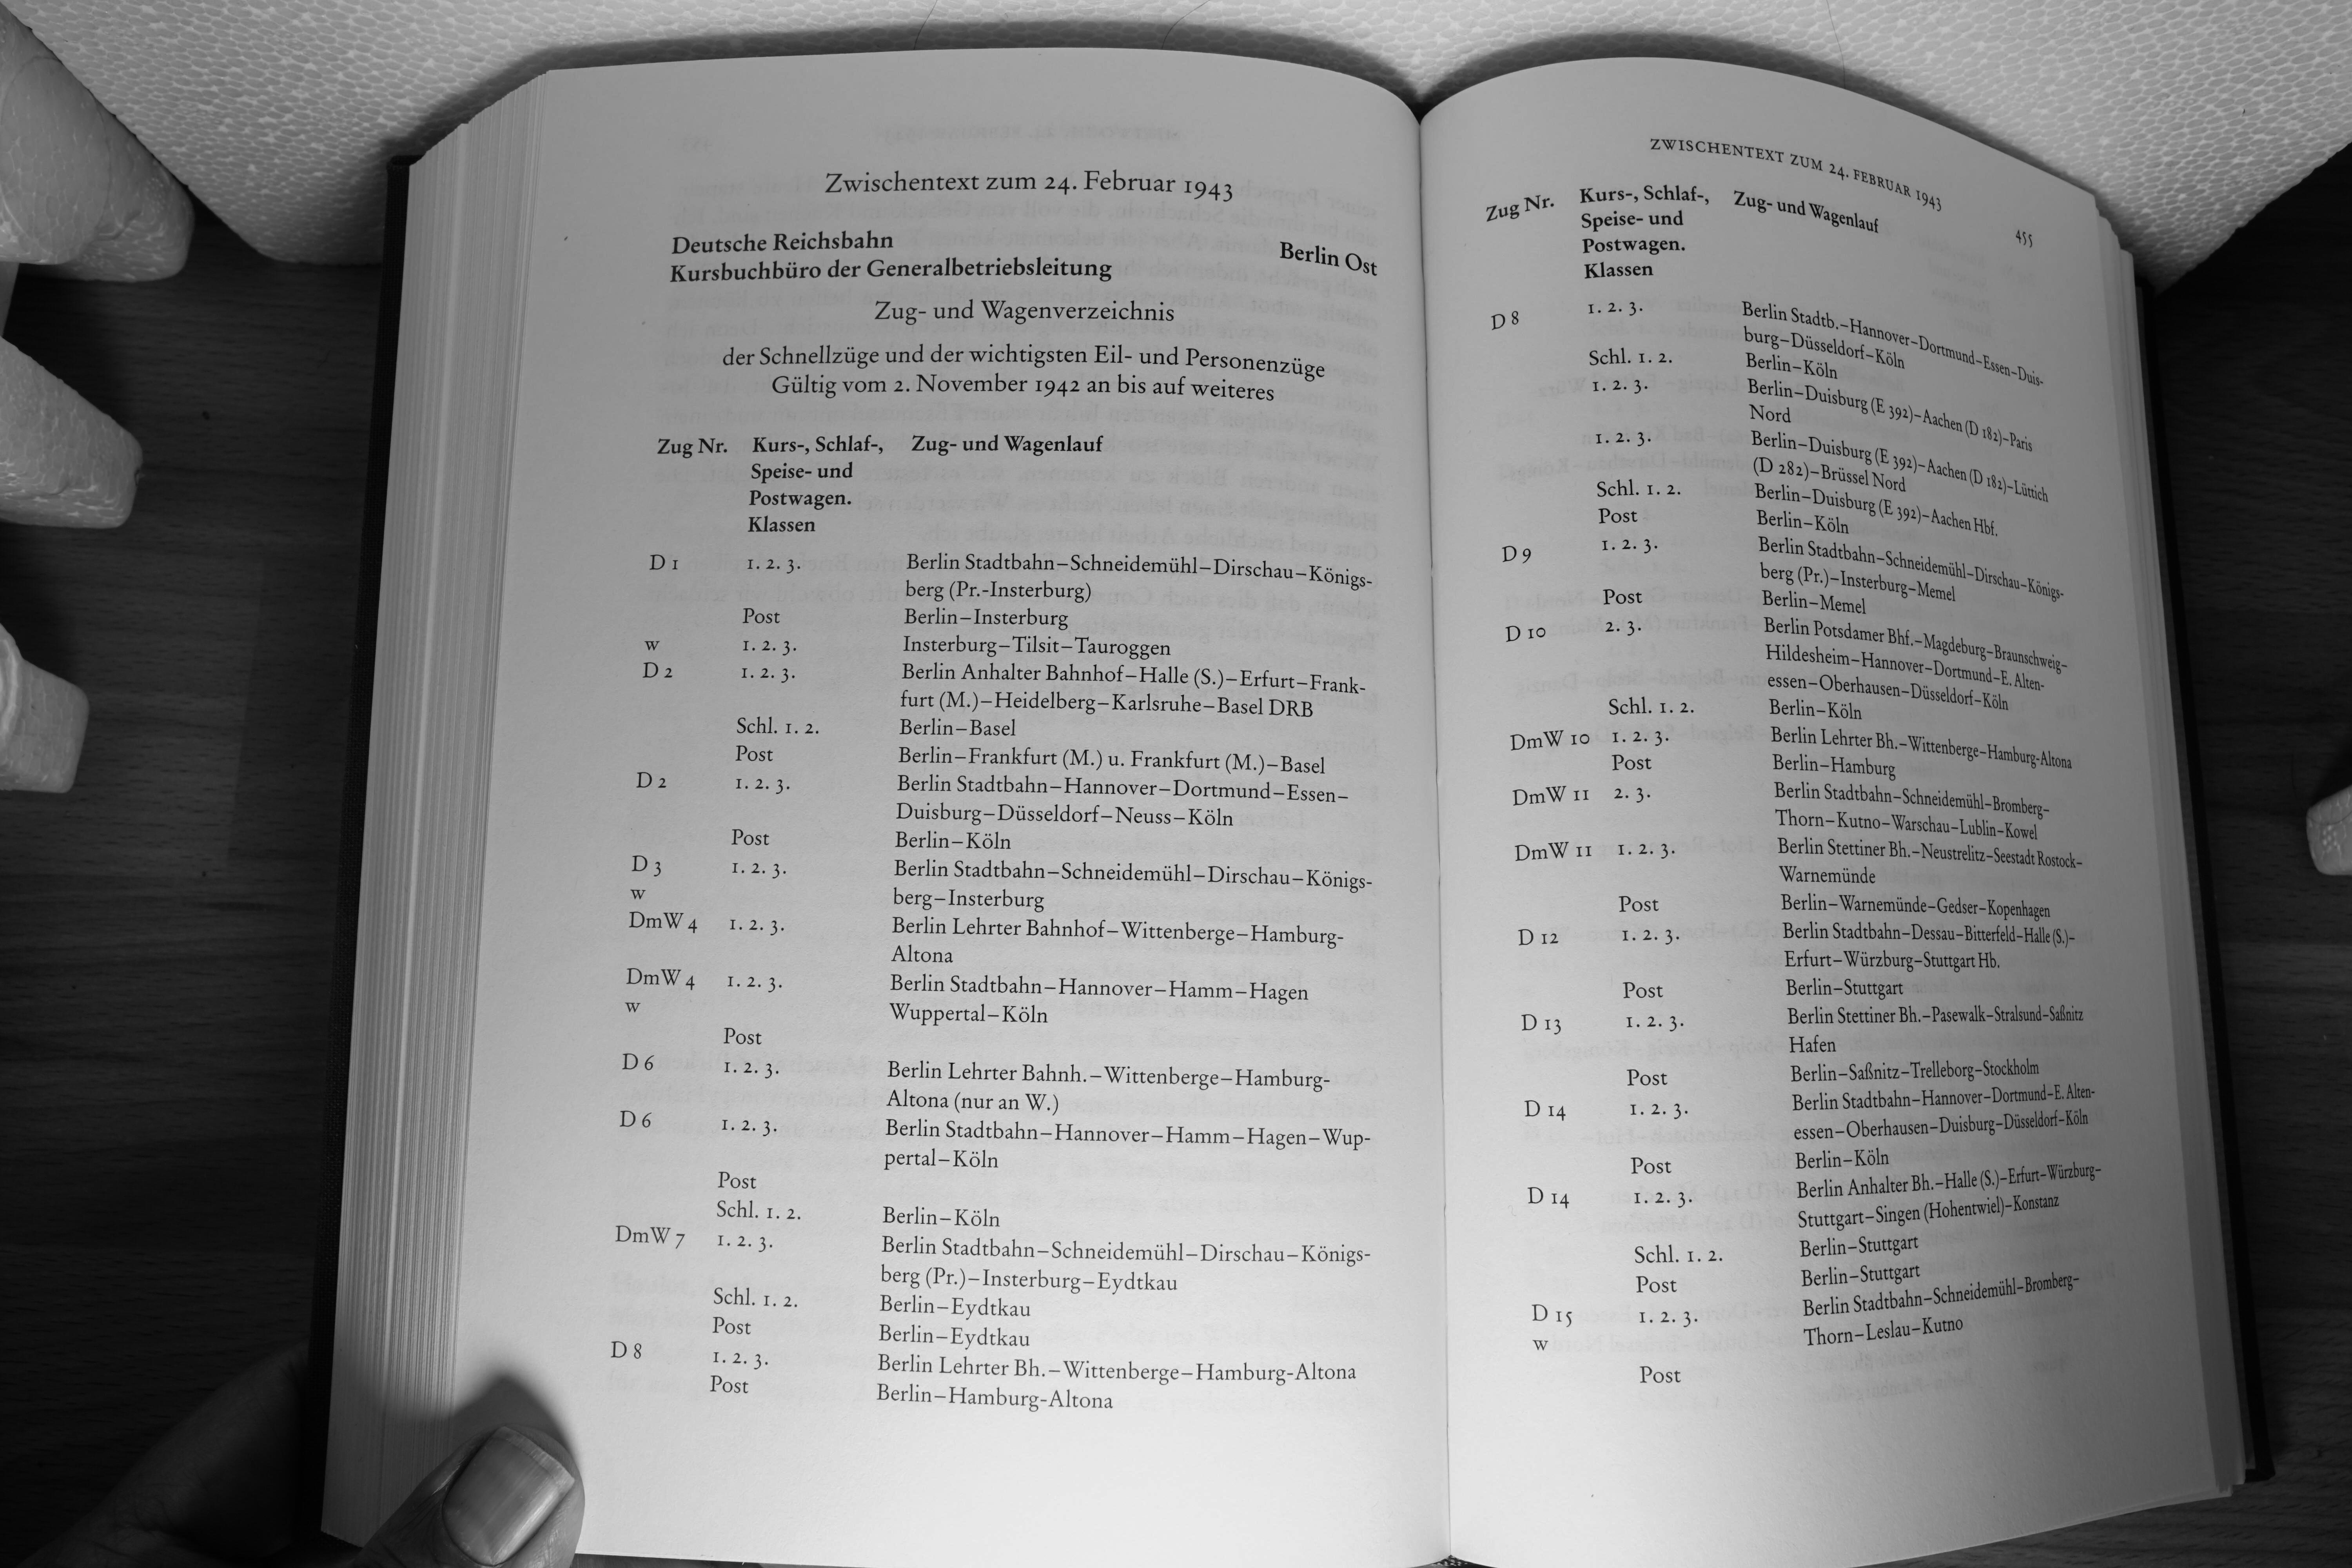 Zwischentext zum 24. Februar 1943
Deutsche Reichsbahn Berlin Ost
Kursbuchbüro der Generalbetriebsleitung
Zug- und Wagenverzeichnis
der Schnellzüge und der wichtigsten Eil- und Personenzüge
Gültig vom 2. November 1942 an bis auf weiteres
Zug Nr. Kurs-, Schlaf-, Zug- und Wagenlauf
Speise- und
Postwagen.
Klassen
D 1 1. 2. 3. Berlin Stadtbahn–Schneidemühl–Dirschau–Königs-
berg (Pr.-Insterburg)
Post Berlin–Insterburg
w 1. 2. 3. Insterburg–Tilsit–Tauroggen
D 2 1. 2. 3. Berlin Anhalter Bahnhof–Halle (S.)–Erfurt–Frank-
furt (M.)–Heidelberg–Karlsruhe–Basel DRB
Schl. 1. 2. Berlin–Basel
Post Berlin–Frankfurt (M.) u. Frankfurt (M.)–Basel
D 2 1. 2. 3. Berlin Stadtbahn–Hannover–Dortmund–Essen–
Duisburg–Düsseldorf–Neuss–Köln
Post Berlin–Köln
D 3 1. 2. 3. Berlin Stadtbahn–Schneidemühl–Dirschau–Königs-
w berg–Insterburg
DmW 4 1. 2. 3. Berlin Lehrter Bahnhof–Wittenberge–Hamburg-
Altona
DmW 4 1. 2. 3. Berlin Stadtbahn–Hannover–Hamm–Hagen
w Wuppertal–Köln
Post
D 6 1. 2. 3. Berlin Lehrter Bahnh.–Wittenberge–Hamburg-
Altona (nur an W.)
D 6 1. 2. 3. Berlin Stadtbahn–Hannover–Hamm–Hagen–Wup-
pertal–Köln
Post
Schl. 1. 2. Berlin–Köln
DmW 7 1. 2. 3. Berlin Stadtbahn–Schneidemühl–Dirschau–Königs-
berg (Pr.)–Insterburg–Eydtkau
Schl. 1. 2. Berlin–Eydtkau
Post Berlin–Eydtkau
D 8 1. 2. 3. Berlin Lehrter Bh.–Wittenberge–Hamburg-Altona
Post Berlin–Hamburg-Altona
ZWISCHENTEXT ZUM 24. FEBRUAR 1943 455
Zug Nr. Kurs-, Schlaf-, Zug- und Wagenlauf
Speise- und
Postwagen.
Klassen
D 8 1. 2. 3. Berlin Stadtb.–Hannover–Dortmund–Essen–Duis-
burg–Düsseldorf–Köln
Schl. 1. 2. Berlin–Köln
1. 2. 3. Berlin–Duisburg (E 392)–Aachen (D 182)–Paris
Nord
1. 2. 3. Berlin–Duisburg (E 392)–Aachen (D 182)–Lüttich
(D 282)–Brüssel Nord
Schl. 1. 2. Berlin–Duisburg (E 392)–Aachen Hbf.
Post Berlin–Köln
D 9 1. 2. 3. Berlin Stadtbahn–Schneidemühl–Dirschau–Königs-
berg (Pr.)–Insterburg–Memel
Post Berlin–Memel
D 10 2. 3. Berlin Potsdamer Bhf.–Magdeburg–Braunschweig–
Hildesheim–Hannover–Dortmund–E. Alten-
essen–Oberhausen–Düsseldorf–Köln
Schl. 1. 2. Berlin–Köln
DmW 10 1. 2. 3. Berlin Lehrter Bh.–Wittenberge–Hamburg-Altona
Post Berlin–Hamburg
DmW 11 2. 3. Berlin Stadtbahn–Schneidemühl–Bromberg–
Thorn–Kutno–Warschau–Lublin–Kowel
DmW 11 1. 2. 3. Berlin Stettiner Bh.–Neustrelitz–Seestadt Rostock–
Warnemünde
Post Berlin–Warnemünde–Gedser–Kopenhagen
D 12 1. 2. 3. Berlin Stadtbahn–Dessau–Bitterfeld–Halle (S.)–
Erfurt–Würzburg–Stuttgart Hb.
Post Berlin–Stuttgart
D 13 1. 2. 3. Berlin Stettiner Bh.–Pasewalk–Stralsund–Saßnitz
Hafen
Post Berlin–Saßnitz–Trelleborg–Stockholm
D 14 1. 2. 3. Berlin Stadtbahn–Hannover–Dortmund–E. Alten-
essen–Oberhausen–Duisburg–Düsseldorf–Köln
Post Berlin–Köln
D 14 1. 2. 3. Berlin Anhalter Bh.–Halle (S.)–Erfurt–Würzburg–
Stuttgart–Singen (Hohentwiel)–Konstanz
Schl. 1. 2. Berlin–Stuttgart
Post Berlin–Stuttgart
D 15 1. 2. 3. Berlin Stadtbahn–Schneidemühl–Bromberg–
w Thorn–Leslau–Kutno
Post